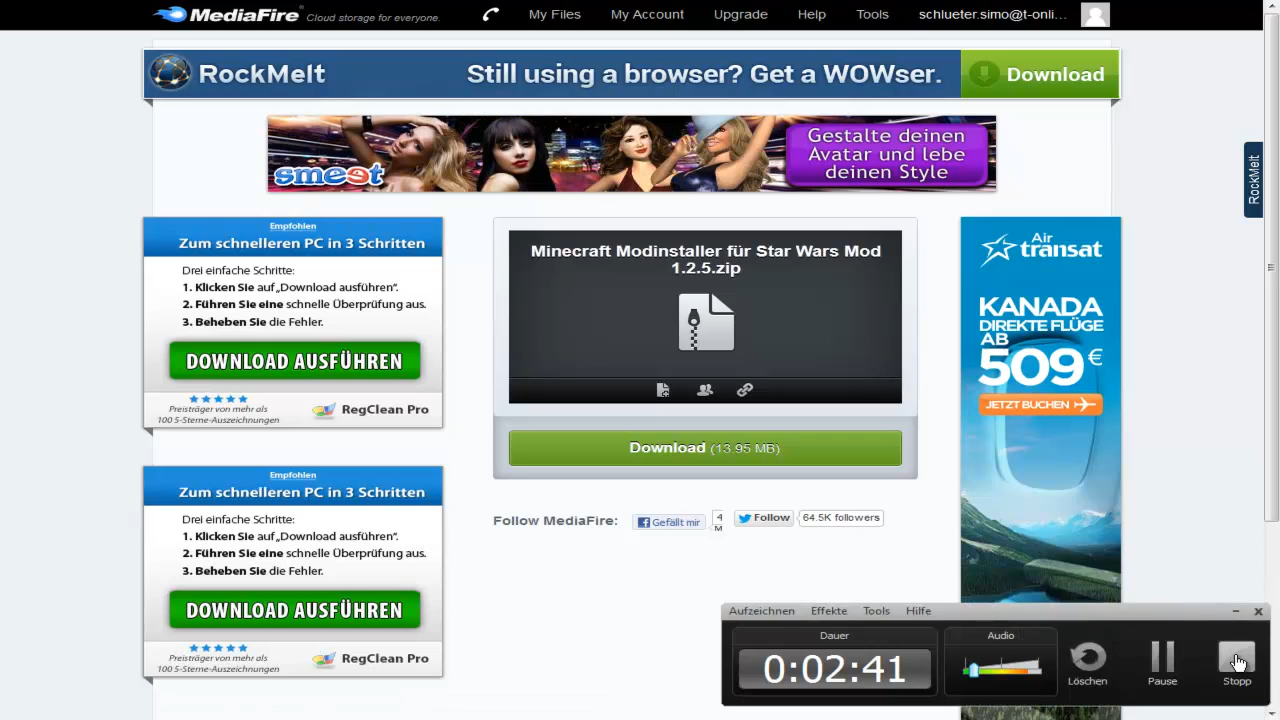 MediaFire Cloud storage for everyone. My Files My Account Upgrade Help Tools schlueter.simo@t-onli...
RockMelt Still using a browser? Get a WOWser. Download
smeet
Gestalte deinen
Avatar und lebe
deinen Style
RockMelt
Empfohlen
Zum schnelleren PC in 3 Schritten
Drei einfache Schritte:
1. Klicken Sie auf „Download ausführen“.
2. Führen Sie eine schnelle Überprüfung aus.
3. Beheben Sie die Fehler.
DOWNLOAD AUSFÜHREN
Preisträger von mehr als
100 5-Sterne-Auszeichnungen
RegClean Pro
Minecraft Modinstaller für Star Wars Mod
1.2.5.zip
Download (13.95 MB)
Follow MediaFire: Gefällt mir 4 Follow 64.5K followers
M
Air
transat
KANADA
DIREKTE FLÜGE
AB
509€
JETZT BUCHEN
Empfohlen
Zum schnelleren PC in 3 Schritten
Drei einfache Schritte:
1. Klicken Sie auf „Download ausführen“.
2. Führen Sie eine schnelle Überprüfung aus.
3. Beheben Sie die Fehler.
DOWNLOAD AUSFÜHREN
Preisträger von mehr als
100 5-Sterne-Auszeichnungen
RegClean Pro
Aufzeichnen Effekte Tools Hilfe
Dauer
0:02:41
Audio
Löschen Pause Stopp